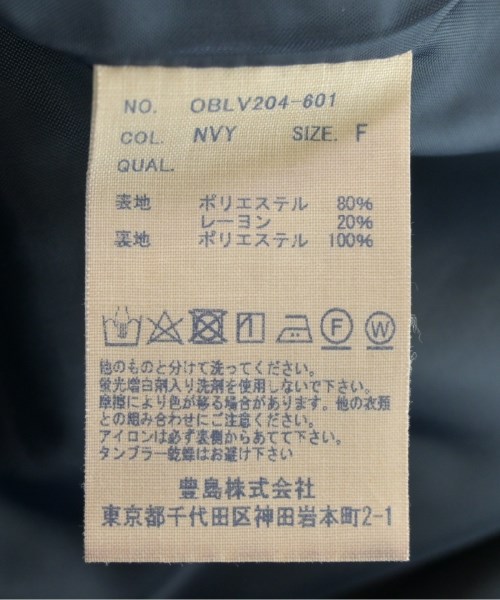 NO. OBLV204-601
COL. NVY SIZE. F
QUAL.
表地 ポリエステル 80%
レーヨン 20%
裏地 ポリエステル 100%
F W
他のものと分けて洗ってください。
蛍光増白剤入り洗剤を使用しないで下さい。
摩擦により色が移る場合があります。他の衣類
との組み合わせにご注意ください。
アイロンは必ず裏側からあてて下さい。
タンブラー乾燥はお避け下さい
豊島株式会社
東京都千代田区神田岩本町2-1